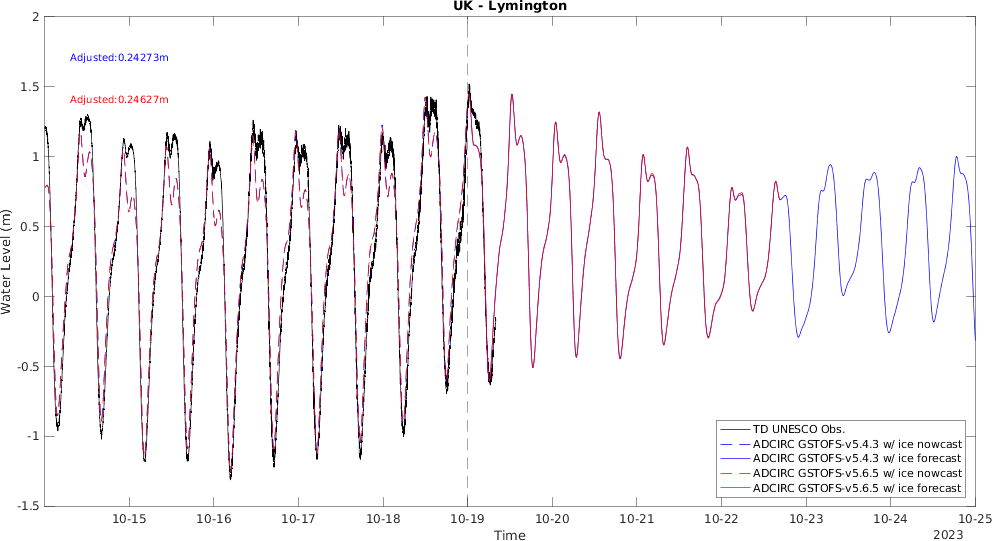 UK - Lymington
2
1.5
1
0.5
0
-0.5
-1
-1.5
Water Level (m)
Adjusted:0.24273m
Adjusted:0.24627m
TD UNESCO Obs.
ADCIRC GSTOFS-v5.4.3 w/ ice nowcast
ADCIRC GSTOFS-v5.4.3 w/ ice forecast
ADCIRC GSTOFS-v5.6.5 w/ ice nowcast
ADCIRC GSTOFS-v5.6.5 w/ ice forecast
10-15 10-16 10-17 10-18 10-19 10-20 10-21 10-22 10-23 10-24 10-25
Time
2023